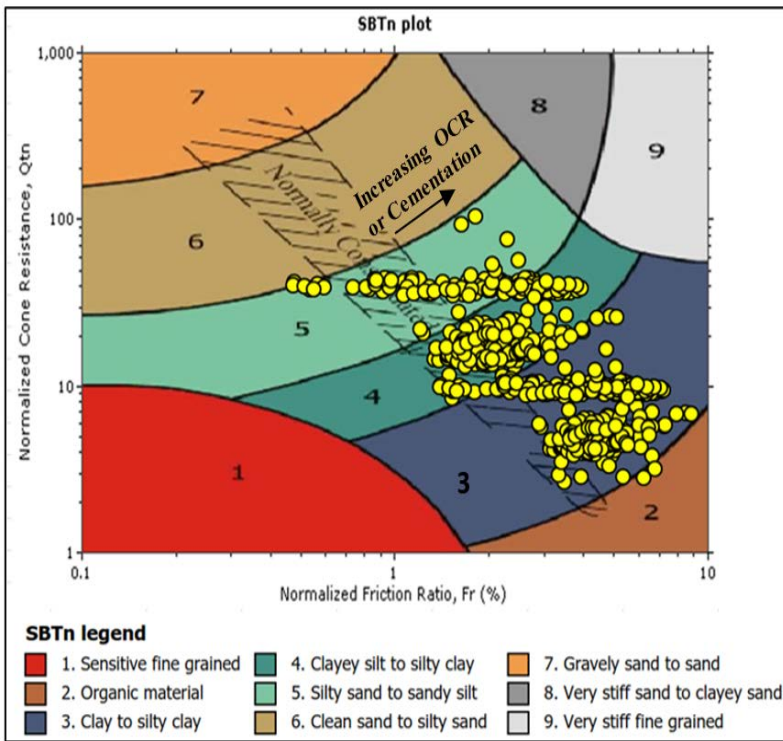 SBTn plot
1,000
7
8
9
Increasing OCR
or Cementation
Normally
100
6
5
10
4
1
3
2
1
0.1
1
10
Normalized Cone Resistance, Qtn
Normalized Friction Ratio, Fr (%)
SBTn legend
1. Sensitive fine grained
4. Clayey silt to silty clay
7. Gravely sand to sand
2. Organic material
5. Silty sand to sandy silt
8. Very stiff sand to clayey sand
3. Clay to silty clay
6. Clean sand to silty sand
9. Very stiff fine grained